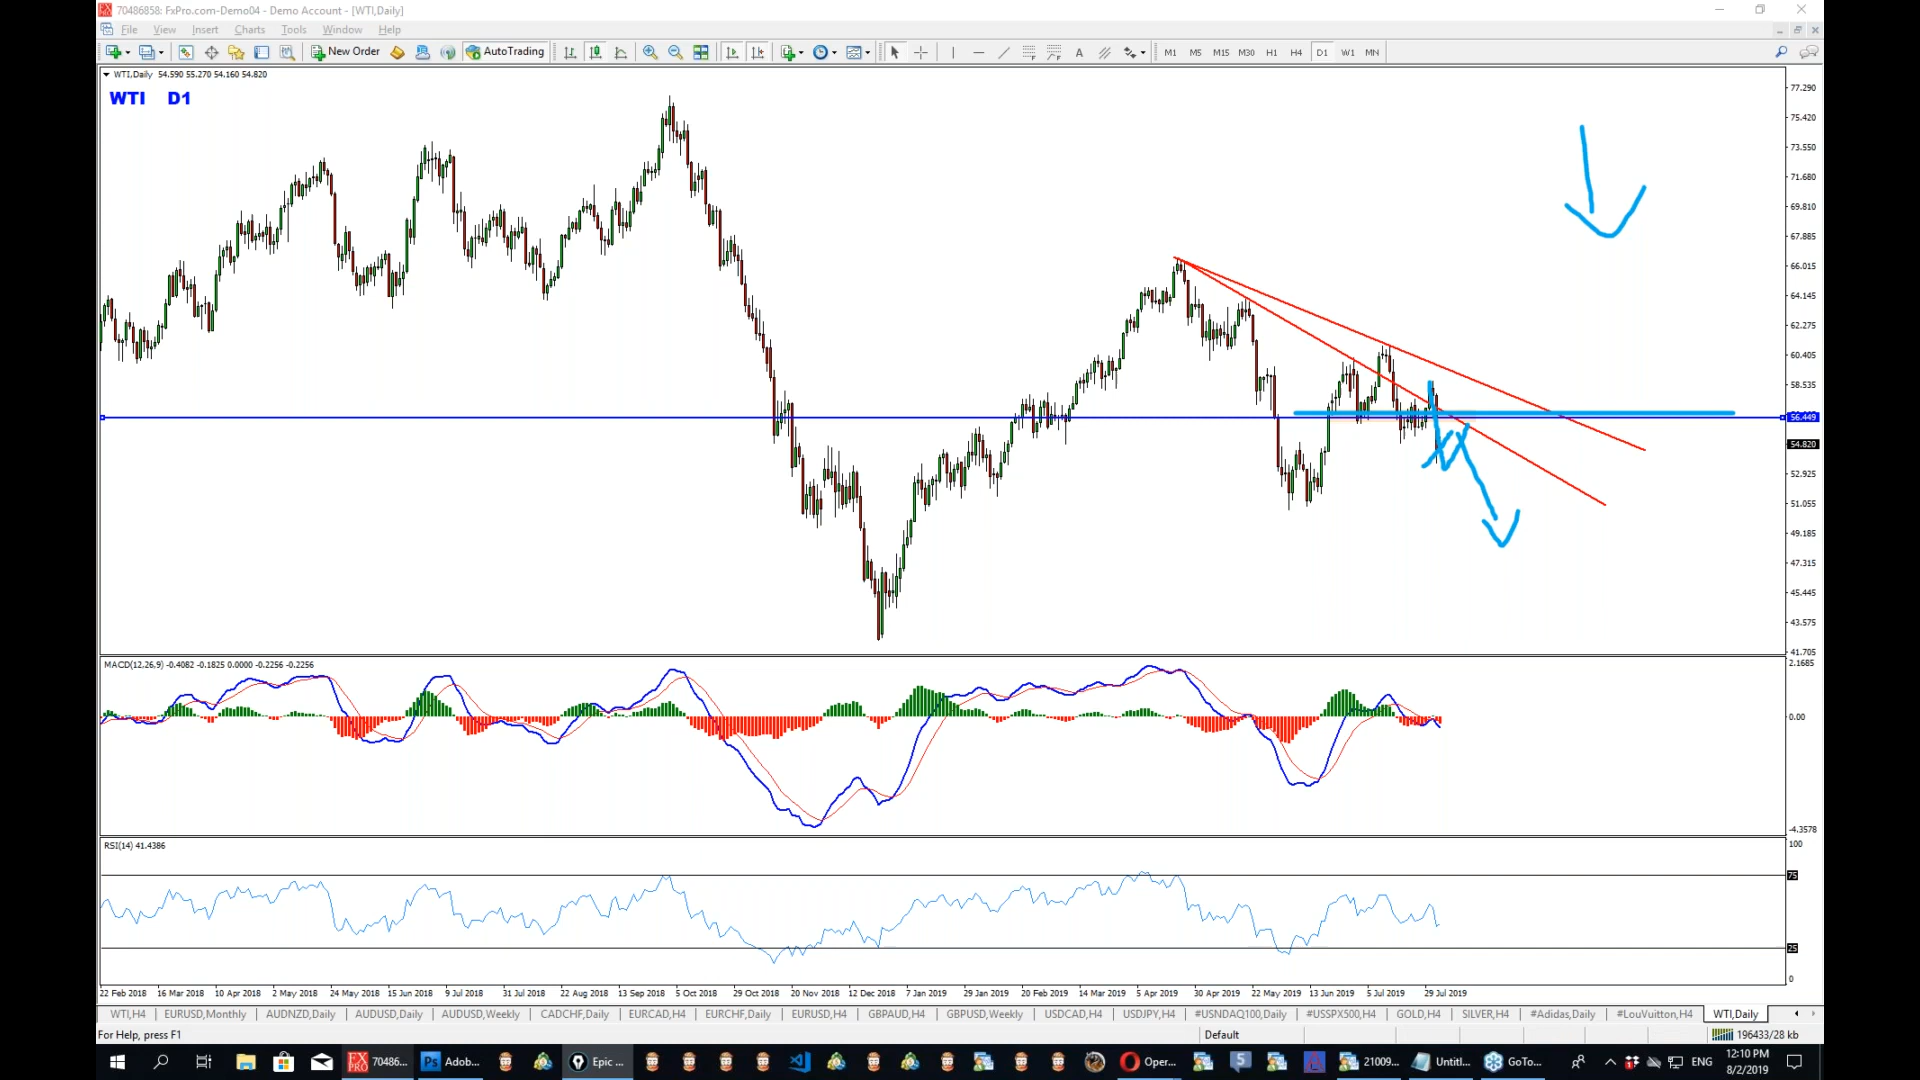 70486858: FxPro.com-Demo04 - Demo Account - [WTI,Daily]
File View Insert Charts Tools Window Help
New Order AutoTrading A M1 M5 M15 M30 H1 H4 D1 W1 MN
WTI,Daily 54.590 55.270 54.160 54.820
WTI D1
77.290
75.420
73.550
71.680
69.810
67.885
66.015
64.145
62.275
60.405
58.535
56.449
54.820
52.925
51.055
49.185
47.315
45.445
43.575
41.705
MACD(12,26,9) -0.4082 -0.1825 0.0000 -0.2256 -0.2256
2.1685
0.00
-4.3578
RSI(14) 41.4386
100
75
25
0
22 Feb 2018 16 Mar 2018 10 Apr 2018 2 May 2018 24 May 2018 15 Jun 2018 9 Jul 2018 31 Jul 2018 22 Aug 2018 13 Sep 2018 5 Oct 2018 29 Oct 2018 20 Nov 2018 12 Dec 2018 7 Jan 2019 29 Jan 2019 20 Feb 2019 14 Mar 2019 5 Apr 2019 30 Apr 2019 22 May 2019 13 Jun 2019 5 Jul 2019 29 Jul 2019
WTI,H4 EURUSD,Monthly AUDNZD,Daily AUDUSD,Daily AUDUSD,Weekly CADCHF,Daily EURCAD,H4 EURCHF,Daily EURUSD,H4 GBPAUD,H4 GBPUSD,Weekly USDCAD,H4 USDJPY,H4 #USNDAQ100,Daily #USSPX500,H4 GOLD,H4 SILVER,H4 #Adidas,Daily #LouVuitton,H4 WTI,Daily
For Help, press F1 Default 196433/28 kb
70486... Adob... Epic ... Oper... 21009... Untitl... GoTo... ENG 12:10 PM
8/2/2019